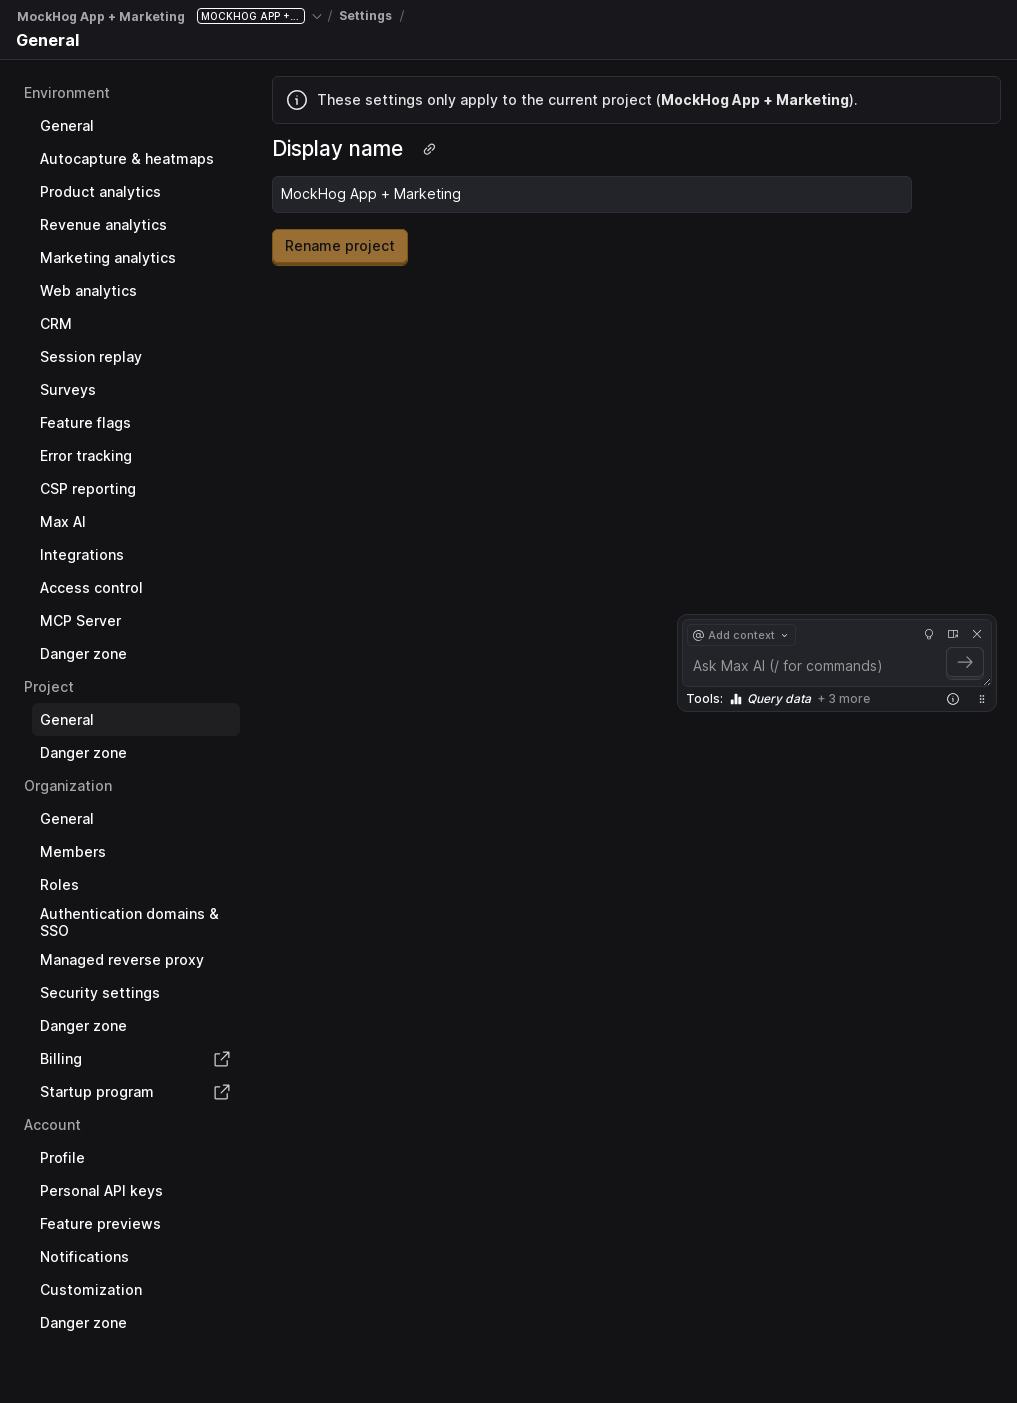 MockHog App + Marketing MOCKHOG APP +... / Settings /
General
Environment
General
Autocapture & heatmaps
Product analytics
Revenue analytics
Marketing analytics
Web analytics
CRM
Session replay
Surveys
Feature flags
Error tracking
CSP reporting
Max AI
Integrations
Access control
MCP Server
Danger zone
Project
General
Danger zone
Organization
General
Members
Roles
Authentication domains &
SSO
Managed reverse proxy
Security settings
Danger zone
Billing
Startup program
Account
Profile
Personal API keys
Feature previews
Notifications
Customization
Danger zone
These settings only apply to the current project (MockHog App + Marketing).
Display name
MockHog App + Marketing
Rename project
@ Add context
Ask Max AI (/ for commands)
Tools: Query data + 3 more